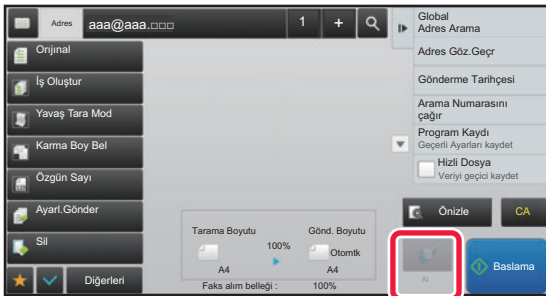 Adres
aaa@aaa.□□□
1
+
Orıjinal
İş Oluştur
Yavaş Tara Mod
Karma Boy Bel
Özgün Sayı
Ayarl.Gönder
Sil
Diğerleri
Tarama Boyutu
Gönd. Boyutu
100%
Otomtk
A4
A4
Faks alım belleği :
100%
Global
Adres Arama
Adres Göz.Geçr
Gönderme Tarihçesi
Arama Numarasını
çağır
Program Kaydı
Geçerli Ayarları kaydet
Hizli Dosya
Veriyi geçici kaydet
Önizle
CA
Al
Baslama